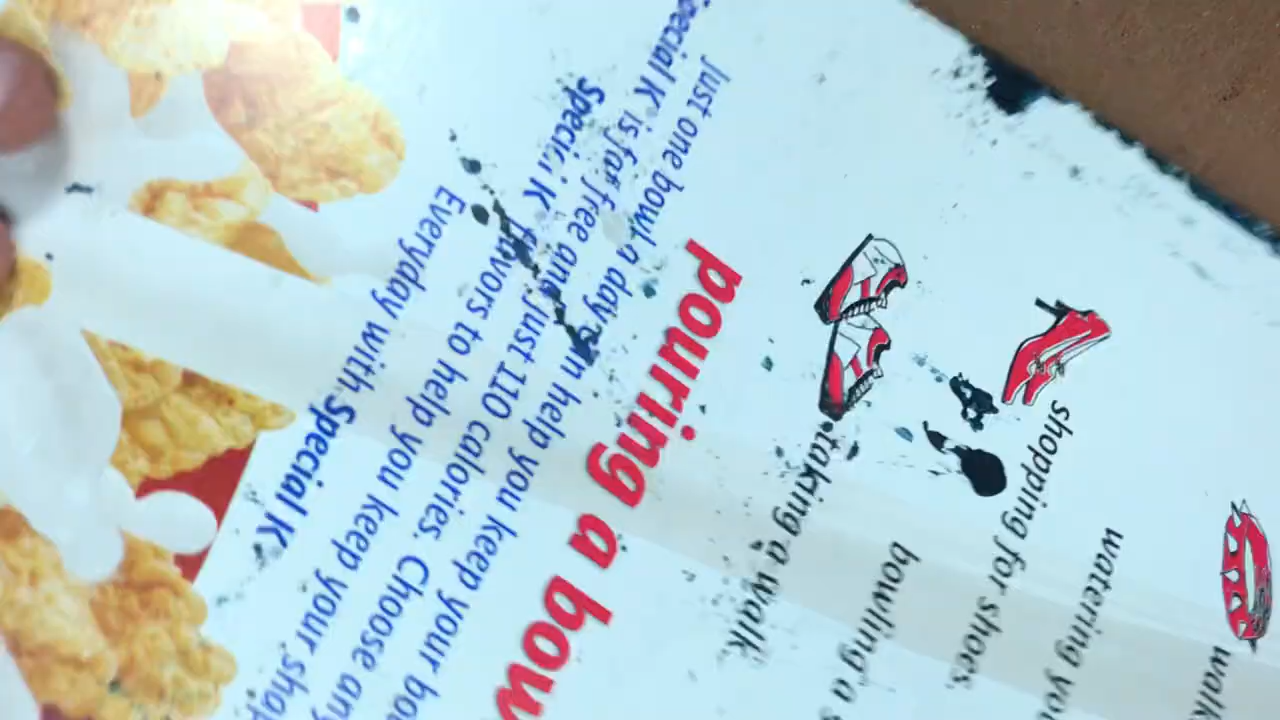 walk
watering yo
shopping for shoes.
bowling a s
taking a walk.
pouring a bow
Just one bowl a day can help you keep your bo
Special K is fat free and just 110 calories. Choose any
Special K flavors to help you keep your shap
Everyday with Special K